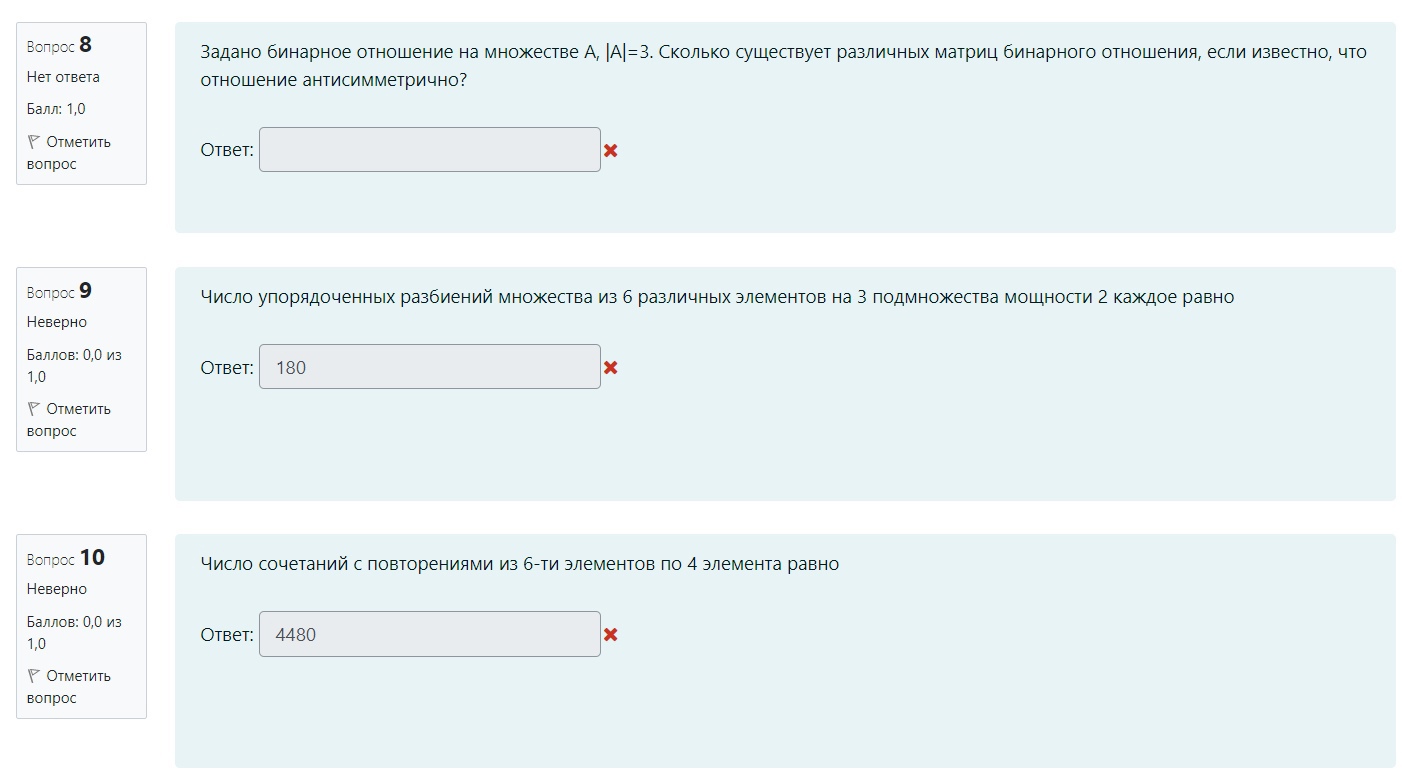 Вопрос 8
Нет ответа
Балл: 1,0
Отметить
вопрос
Задано бинарное отношение на множестве А, |A|=3. Сколько существует различных матриц бинарного отношения, если известно, что
отношение антисимметрично?
Ответ:
Вопрос 9
Неверно
Баллов: 0,0 из
1,0
Отметить
вопрос
Число упорядоченных разбиений множества из 6 различных элементов на 3 подмножества мощности 2 каждое равно
Ответ: 180
Вопрос 10
Неверно
Баллов: 0,0 из
1,0
Отметить
вопрос
Число сочетаний с повторениями из 6-ти элементов по 4 элемента равно
Ответ: 4480